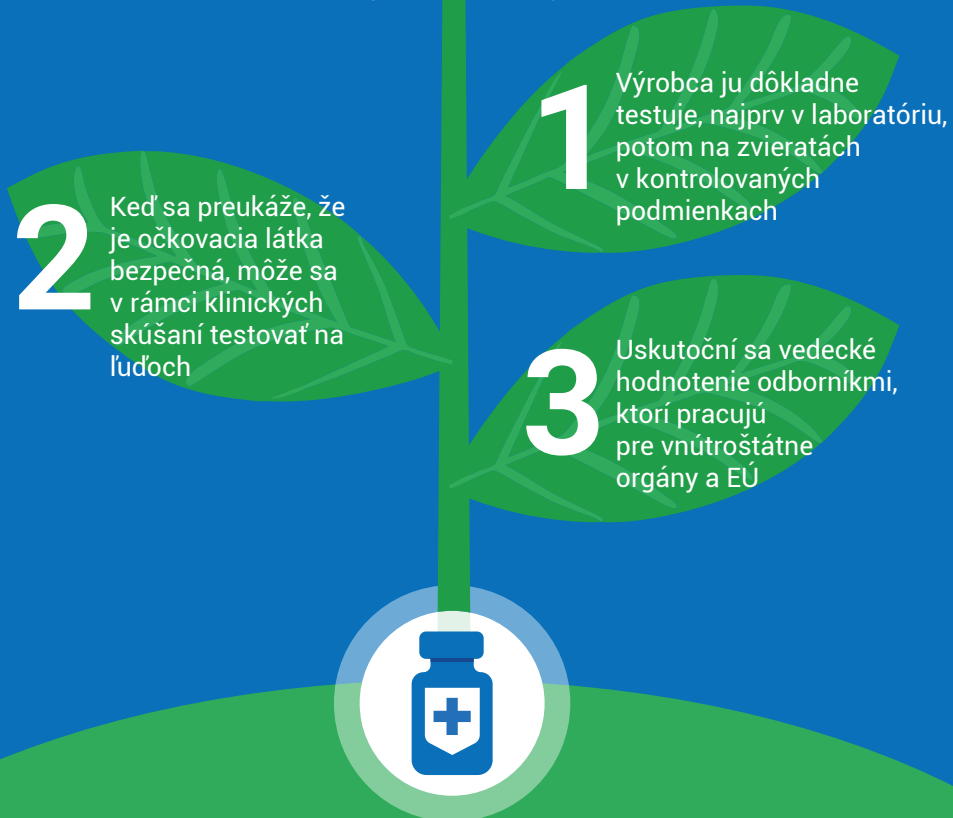 1
Výrobca ju dôkladne
testuje, najprv v laboratóriu,
potom na zvieratách
v kontrolovaných
podmienkach
2
Keď sa preukáže, že
je očkovacia látka
bezpečná, môže sa
v rámci klinických
skúšaní testovať na
ľuďoch
3
Uskutoční sa vedecké
hodnotenie odborníkmi,
ktorí pracujú
pre vnútroštátne
orgány a EÚ